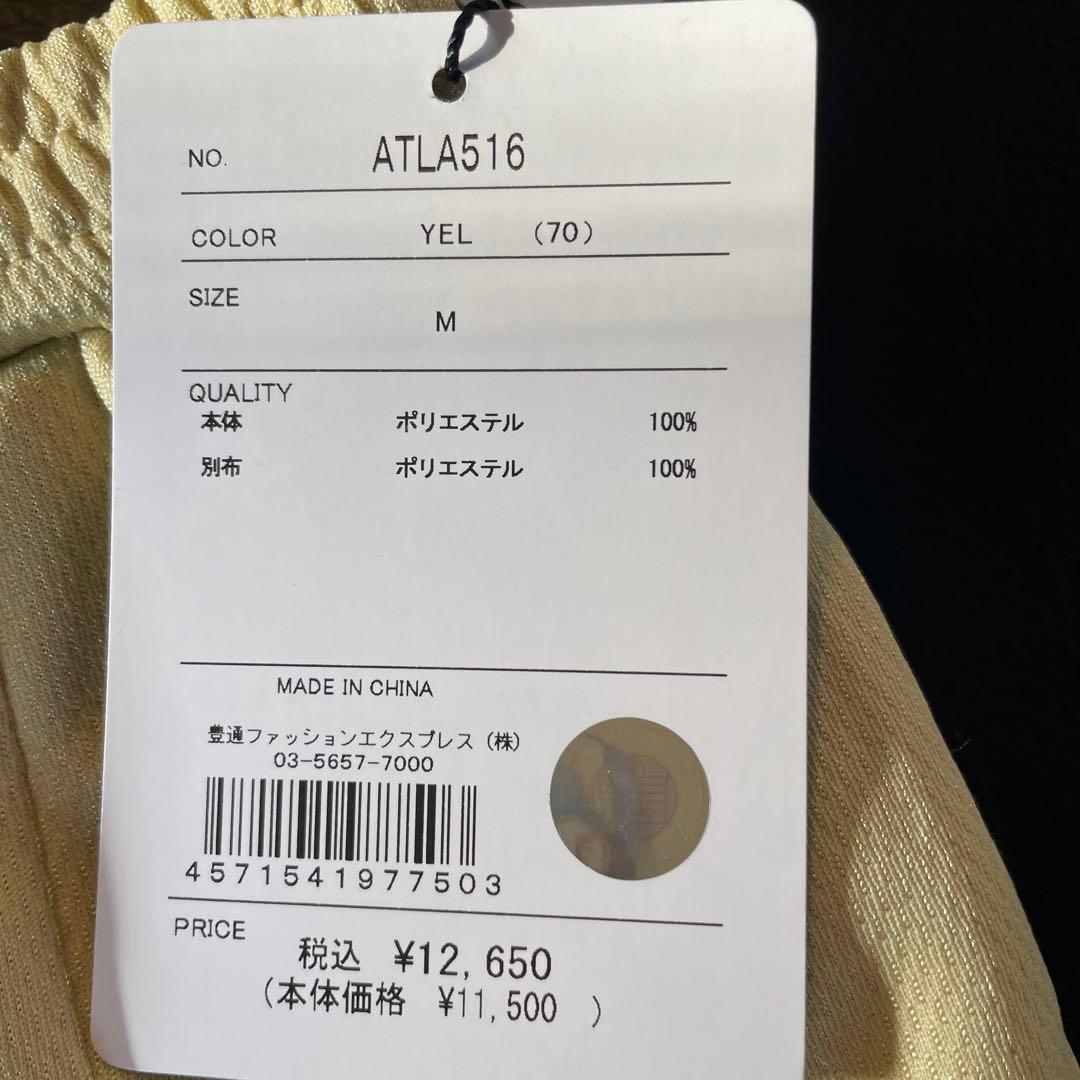 NO. ATLA516
COLOR YEL (70)
SIZE
M
QUALITY
本体 ポリエステル 100%
別布 ポリエステル 100%
MADE IN CHINA
豊通ファッションエクスプレス(株)
03-5657-7000
4571541977503
PRICE
税込 ¥12,650
(本体価格 ¥11,500 )